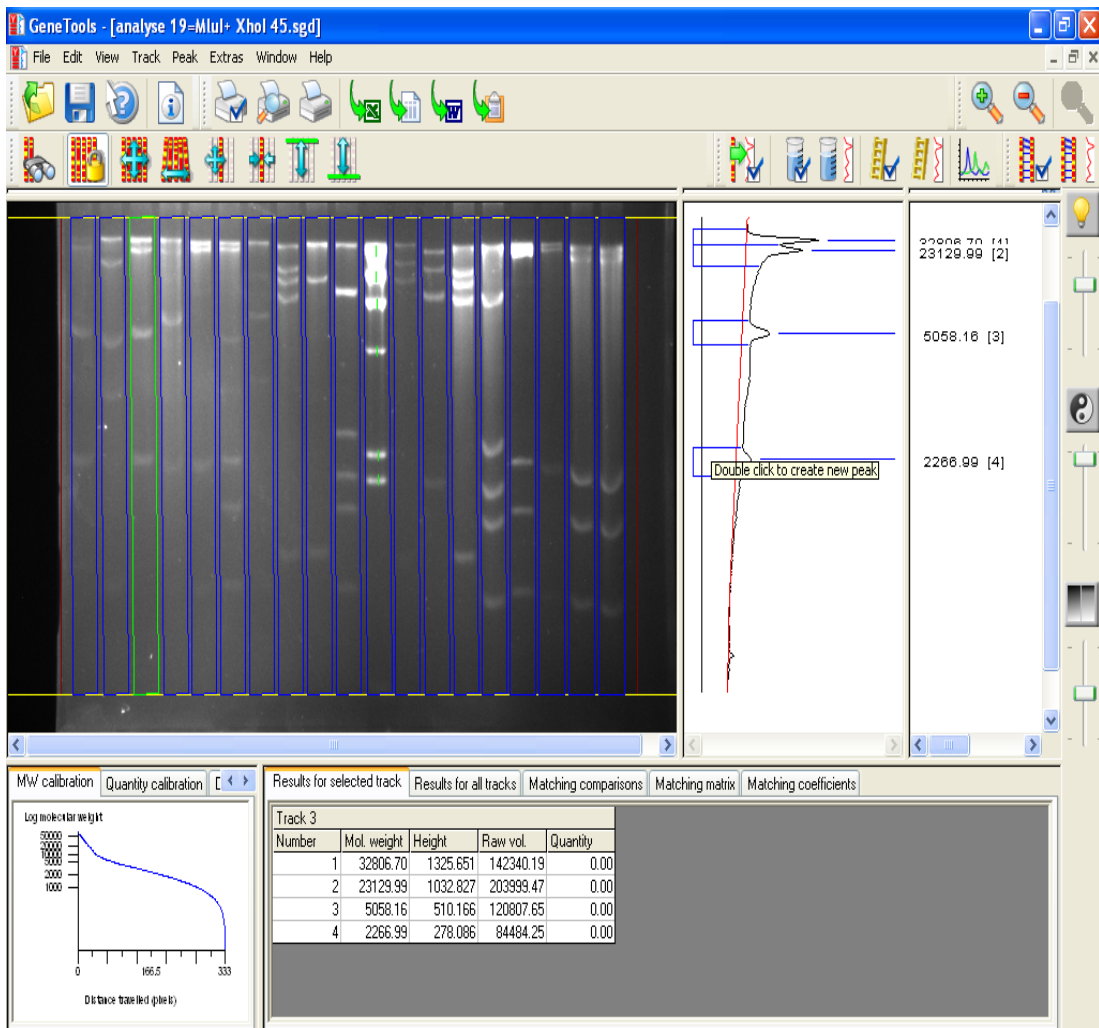 GeneTools - [analyse 19=MluI+ XhoI 45.sgd]
File Edit View Track Peak Extras Window Help
23129.99 [2]
5058.16 [3]
2266.99 [4]
Double click to create new peak
MW calibration Quantity calibration
Results for selected track Results for all tracks Matching comparisons Matching matrix Matching coefficients
Log molecular weight
50000
5000
2000
1000
0 166.5 333
Distance travelled (pixels)
Track 3
Number Mol. weight Height Raw vol. Quantity
1 32806.70 1325.651 142340.19 0.00
2 23129.99 1032.827 203999.47 0.00
3 5058.16 510.166 120807.65 0.00
4 2266.99 278.086 84484.25 0.00